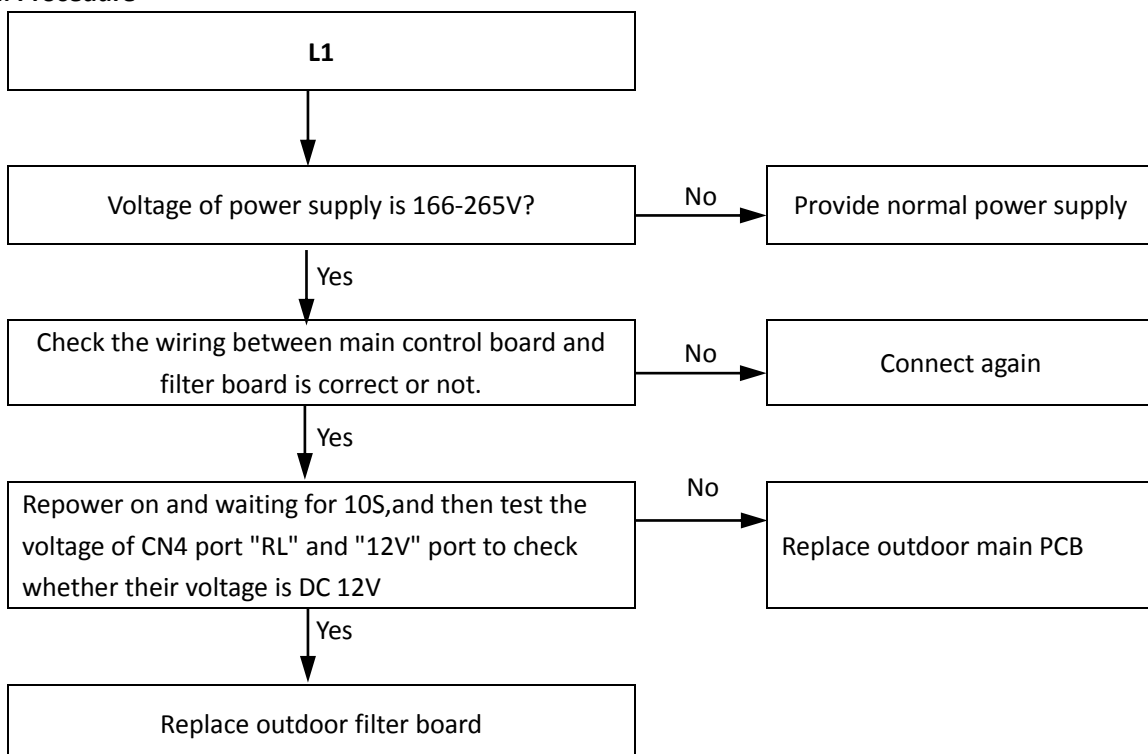 L1
Voltage of power supply is 166-265V?
No
Provide normal power supply
Yes
Check the wiring between main control board and
filter board is correct or not.
No
Connect again
Yes
Repower on and waiting for 10S,and then test the
voltage of CN4 port "RL" and "12V" port to check
whether their voltage is DC 12V
No
Replace outdoor main PCB
Yes
Replace outdoor filter board